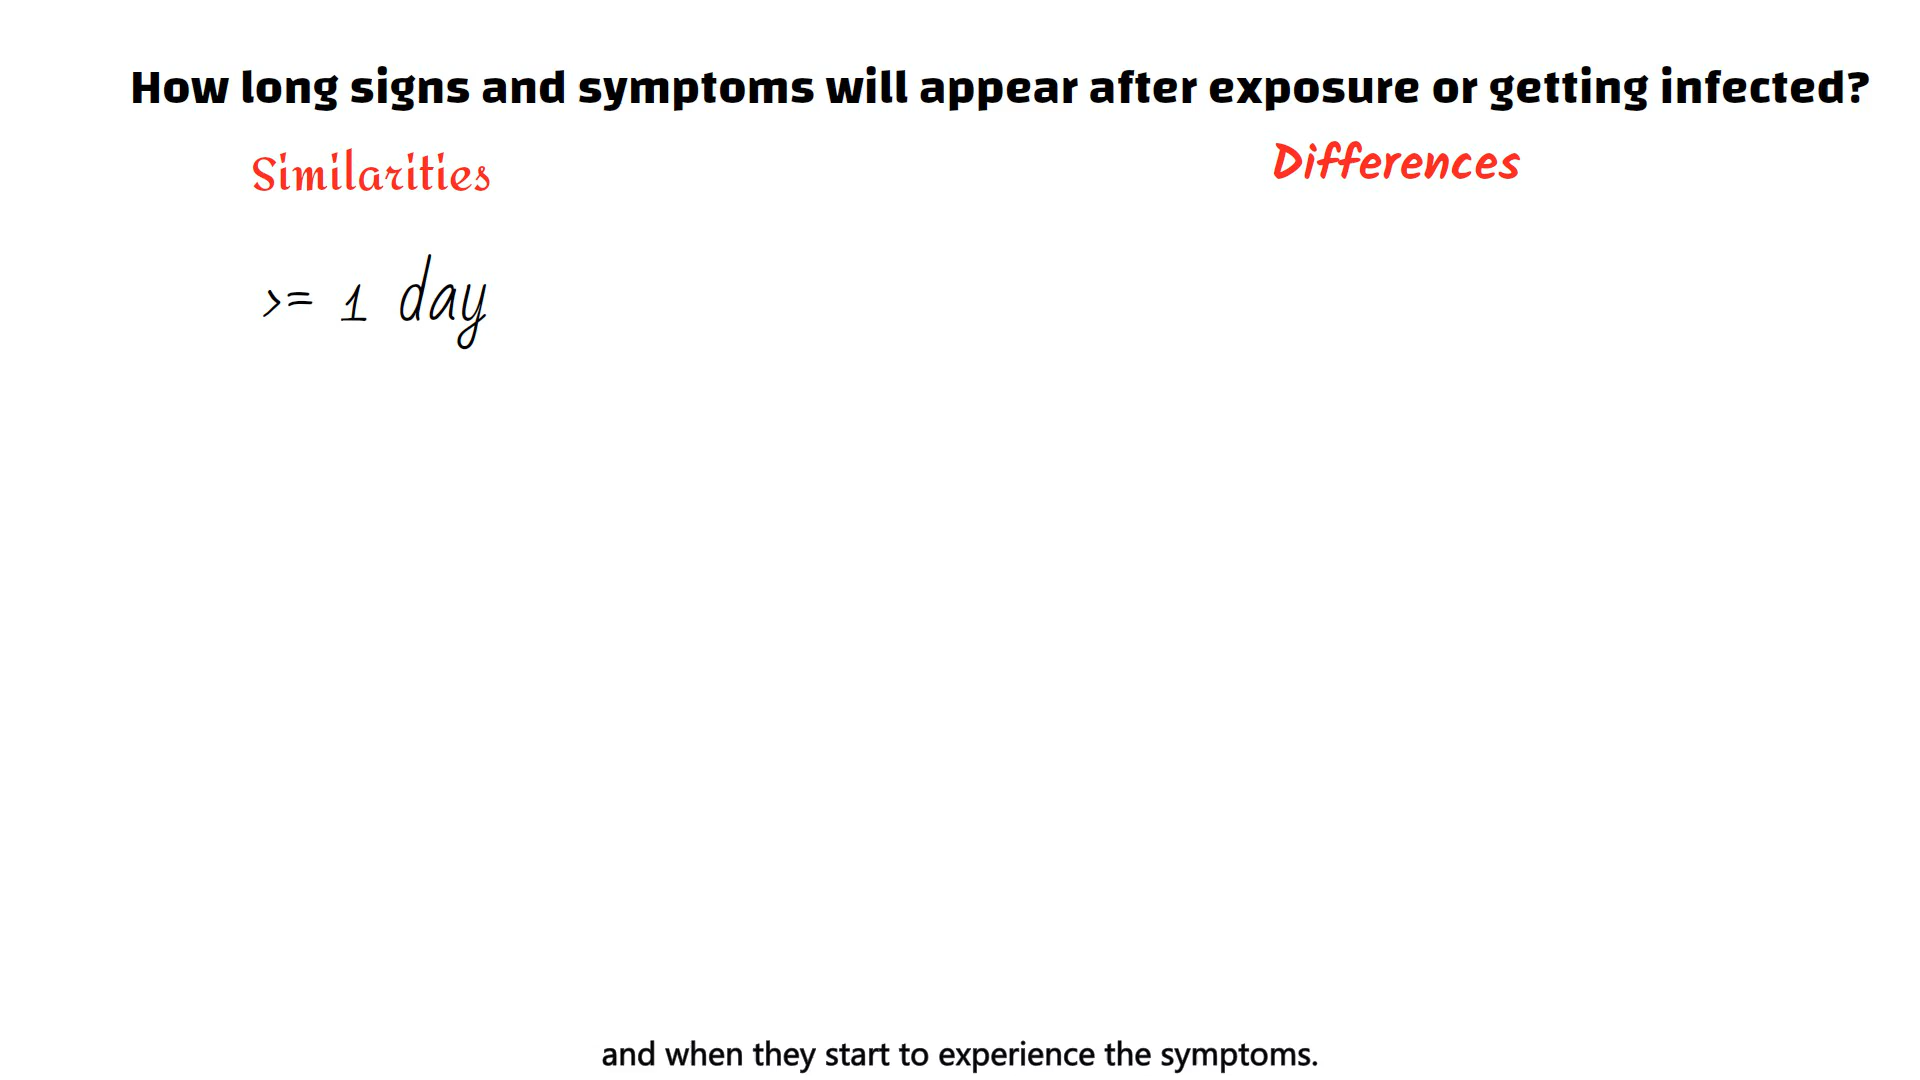 How long signs and symptoms will appear after exposure or getting infected?
Similarities
Differences
>= 1 day
and when they start to experience the symptoms.